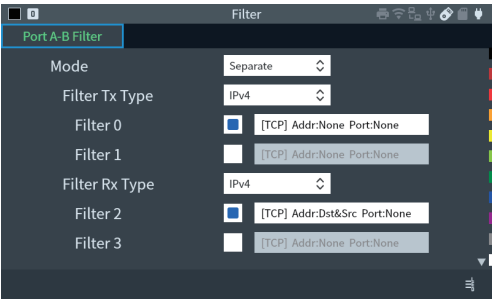 0 Filter
Port A-B Filter
Mode Separate
Filter Tx Type IPv4
Filter 0 [TCP] Addr:None Port:None
Filter 1 [TCP] Addr:None Port:None
Filter Rx Type IPv4
Filter 2 [TCP] Addr:Dst&Src Port:None
Filter 3 [TCP] Addr:None Port:None